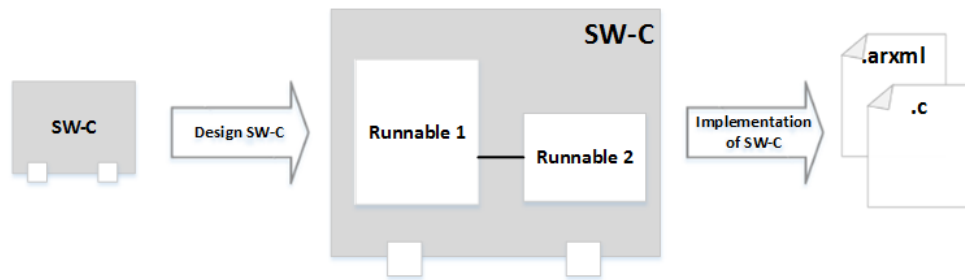 SW-C
Design SW-C
SW-C
Runnable 1
Runnable 2
Implementation
of SW-C
.arxml
.c